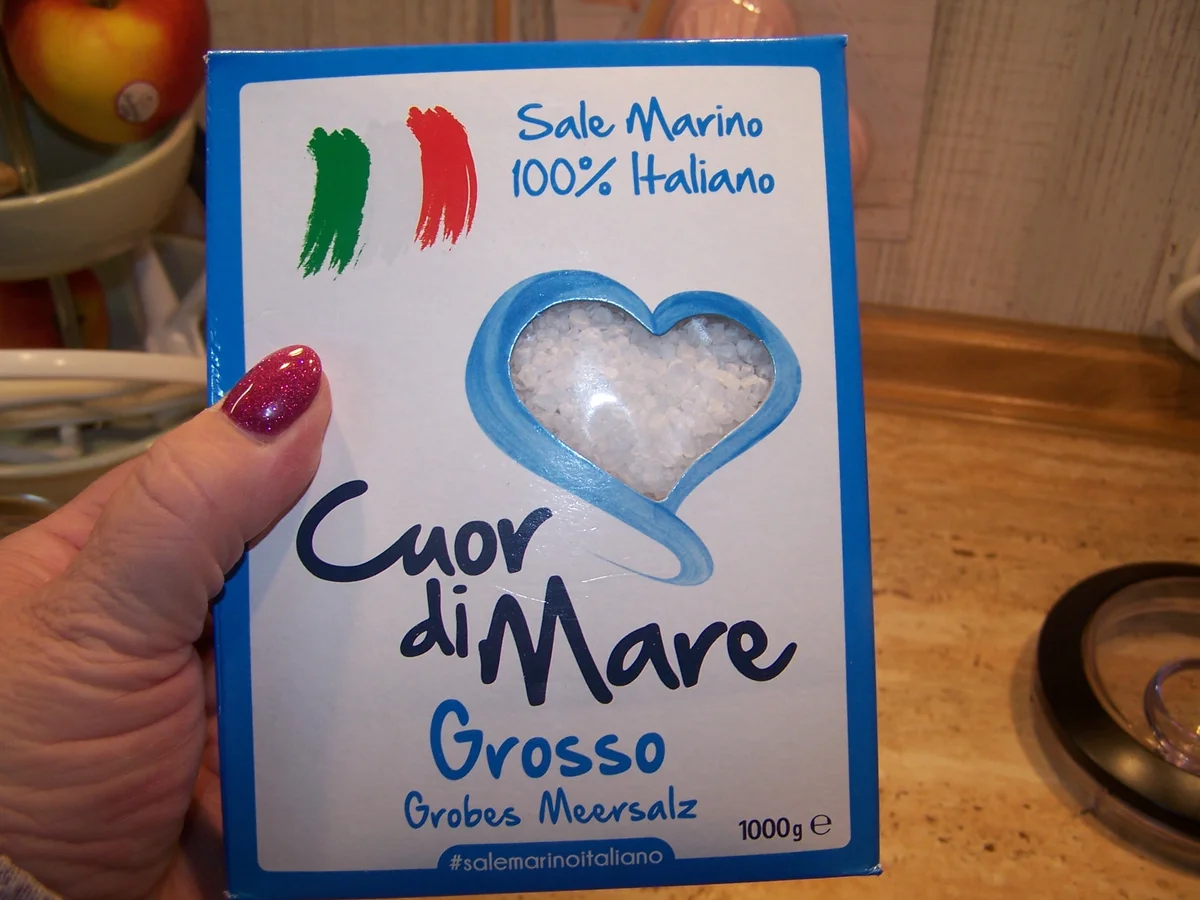 Sale Marino
100% Italiano
Cuor
di Mare
Grosso
Grobes Meersalz
1000g ℮
#salemarinoitaliano